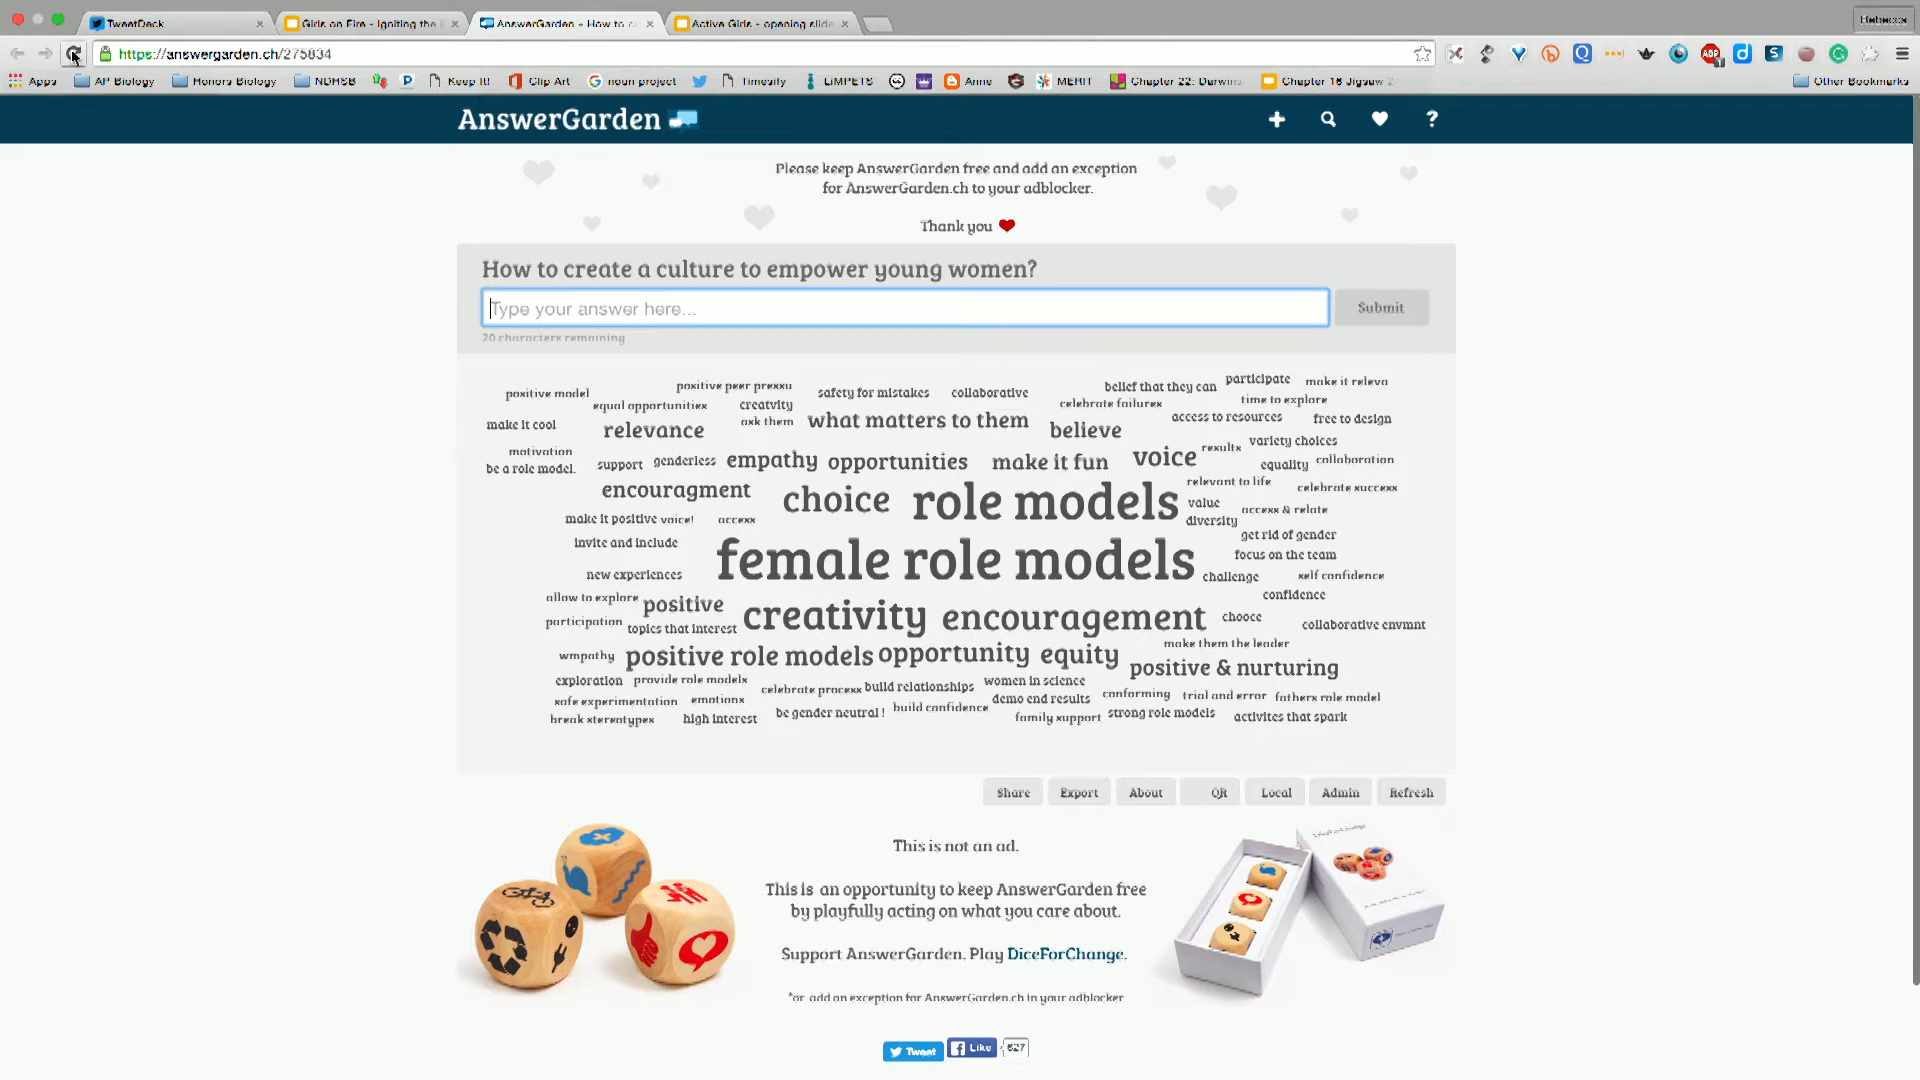 TweetDeck
Girls on Fire - Igniting the
AnswerGarden » How to c
Active Girls - opening slide
Rebecca
https://answergarden.ch/275834
Apps AP Biology Honors Biology NDHSB P Keep It! Clip Art noun project Timesify LiMPETS Anne MERIT Chapter 22: Darwin Chapter 16 Jigsaw Other Bookmarks
AnswerGarden
Please keep AnswerGarden free and add an exception
for AnswerGarden.ch to your adblocker.
Thank you
How to create a culture to empower young women?
Type your answer here...
Submit
20 characters remaining
positive model positive peer pressu safety for mistakes collaborative belief that they can participate make it releva
equal opportunities creatvity celebrate failures time to explore
make it cool relevance ask them what matters to them believe access to resources free to design
motivation results variety choices
be a role model. support genderless empathy opportunities make it fun voice equality collaboration
encouragment choice role models relevant to life celebrate success
value access & relate
make it positive voice! access diversity
invite and include get rid of gender
female role models focus on the team
new experiences challenge self confidence
allow to explore positive confidence
participation topics that interest creativity encouragement chooce collaborative envmnt
make them the leader
wmpathy positive role models opportunity equity positive & nurturing
exploration provide role models celebrate process build relationships women in science
safe experimentation emotions demo end results conforming trial and error fathers role model
break stereotypes high interest be gender neutral ! build confidence family support strong role models activites that spark
Share Export About QR Local Admin Refresh
This is not an ad.
This is an opportunity to keep AnswerGarden free
by playfully acting on what you care about.
Support AnswerGarden. Play DiceForChange.
*or add an exception for AnswerGarden.ch in your adblocker
Tweet Like 627